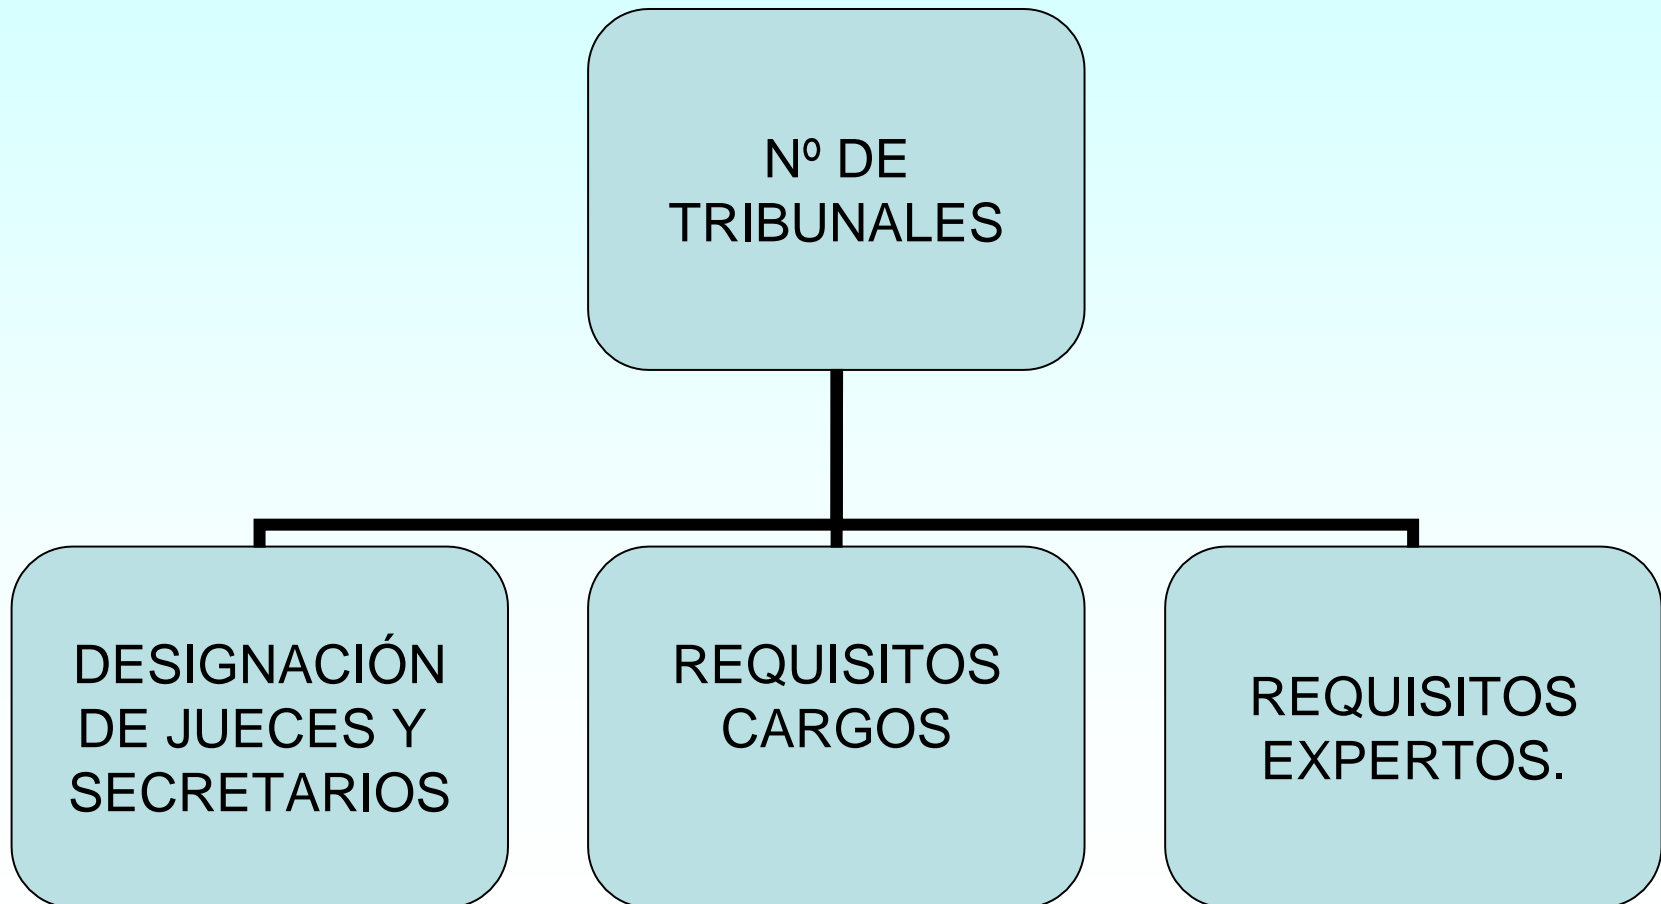 Nº DE
TRIBUNALES
DESIGNACIÓN
DE JUECES Y
SECRETARIOS
REQUISITOS
CARGOS
REQUISITOS
EXPERTOS.